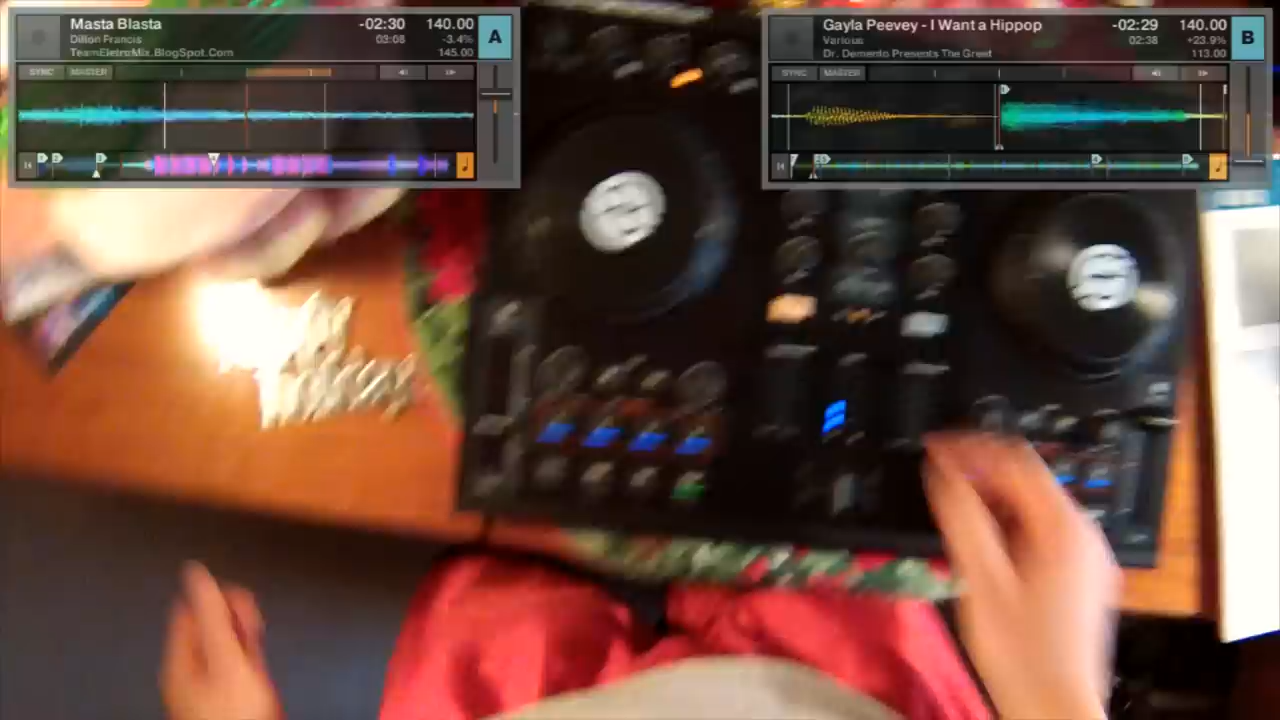 Masta Blasta
-02:30
140.00
A
Dillon Francis
03:08
-3.4%
TeamEletroMix.BlogSpot.Com
145.00
SYNC
MASTER
Gayla Peevey - I Want a Hippop
-02:29
140.00
B
Various
02:38
+23.9%
Dr. Demento Presents The Great
113.00
SYNC
MASTER